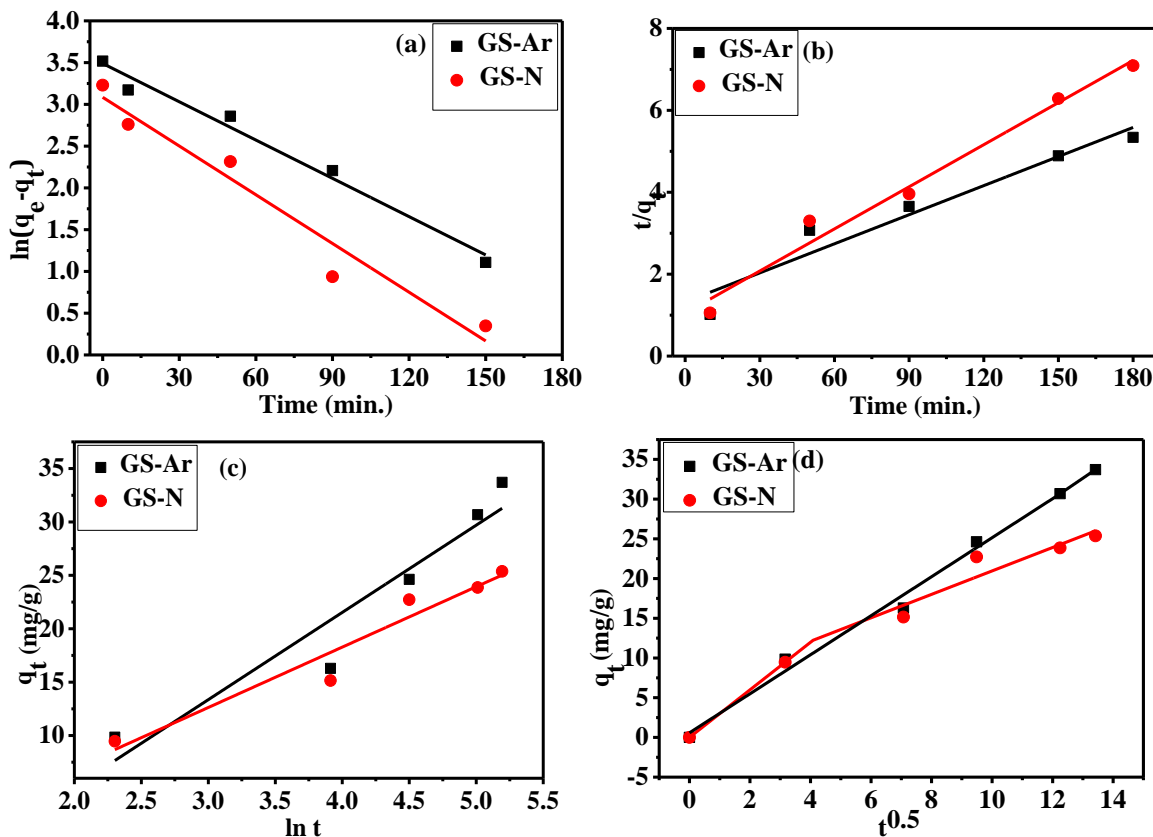 (a)
GS-Ar
GS-N
4.0
3.5
3.0
2.5
2.0
1.5
1.0
0.5
0.0
ln(qe-qt)
0 30 60 90 120 150 180
Time (min.)
(b)
GS-Ar
GS-N
8
6
4
2
0
t/qt
0 30 60 90 120 150 180
Time (min.)
(c)
GS-Ar
GS-N
35
30
25
20
15
10
qt (mg/g)
2.0 2.5 3.0 3.5 4.0 4.5 5.0 5.5
ln t
(d)
GS-Ar
GS-N
35
30
25
20
15
10
5
0
-5
qt (mg/g)
0 2 4 6 8 10 12 14
t0.5